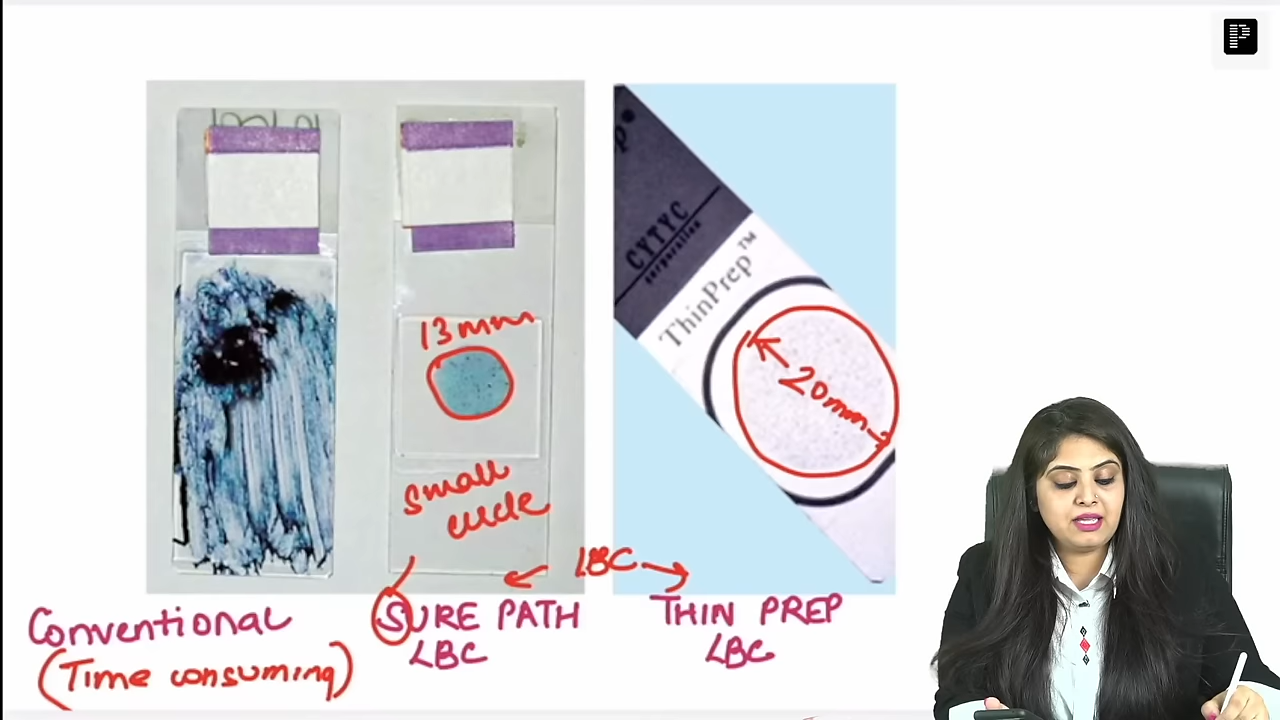 P
CYTYC
corporation
ThinPrep™
13mm
20mm
small
circle
LBC
Conventional
(Time consuming)
SURE PATH
LBC
THIN PREP
LBC